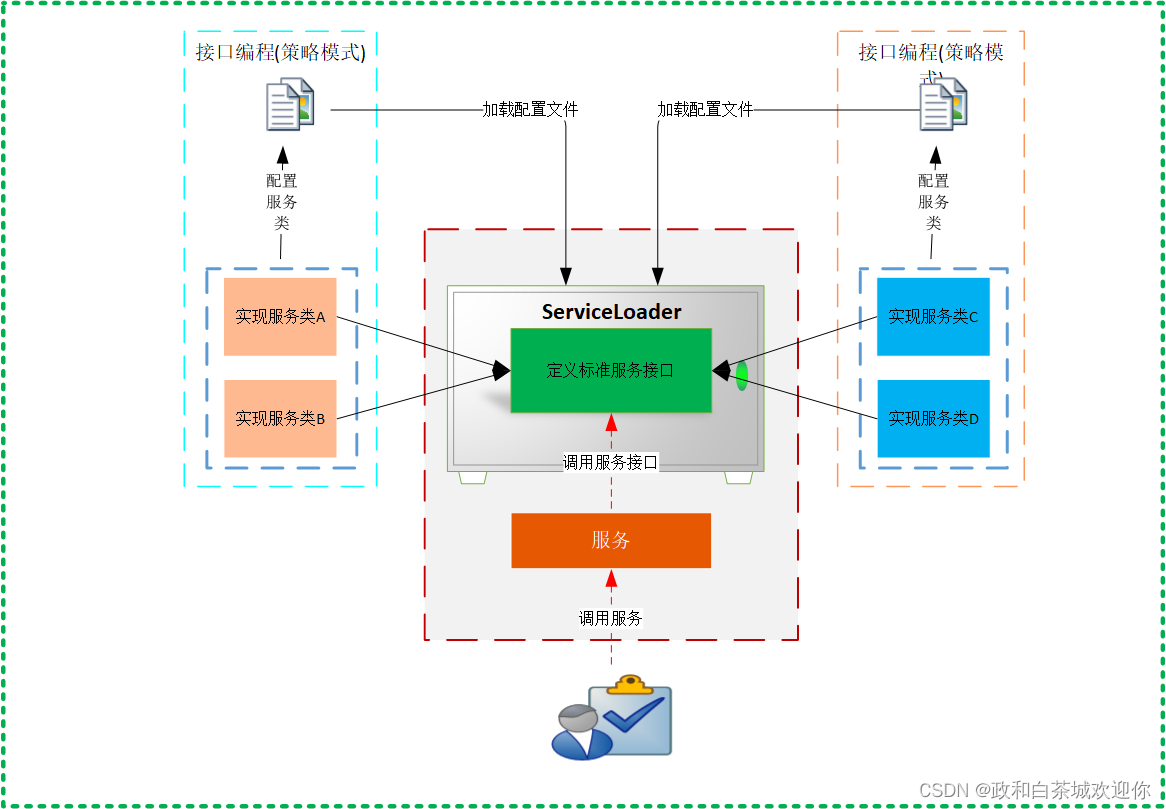 接口编程(策略模式)
接口编程(策略模
式)
加载配置文件
加载配置文件
配置
服务
类
配置
服务
类
ServiceLoader
实现服务类A
实现服务类C
定义标准服务接口
实现服务类B
实现服务类D
调用服务接口
服务
调用服务
CSDN @政和白茶城欢迎你